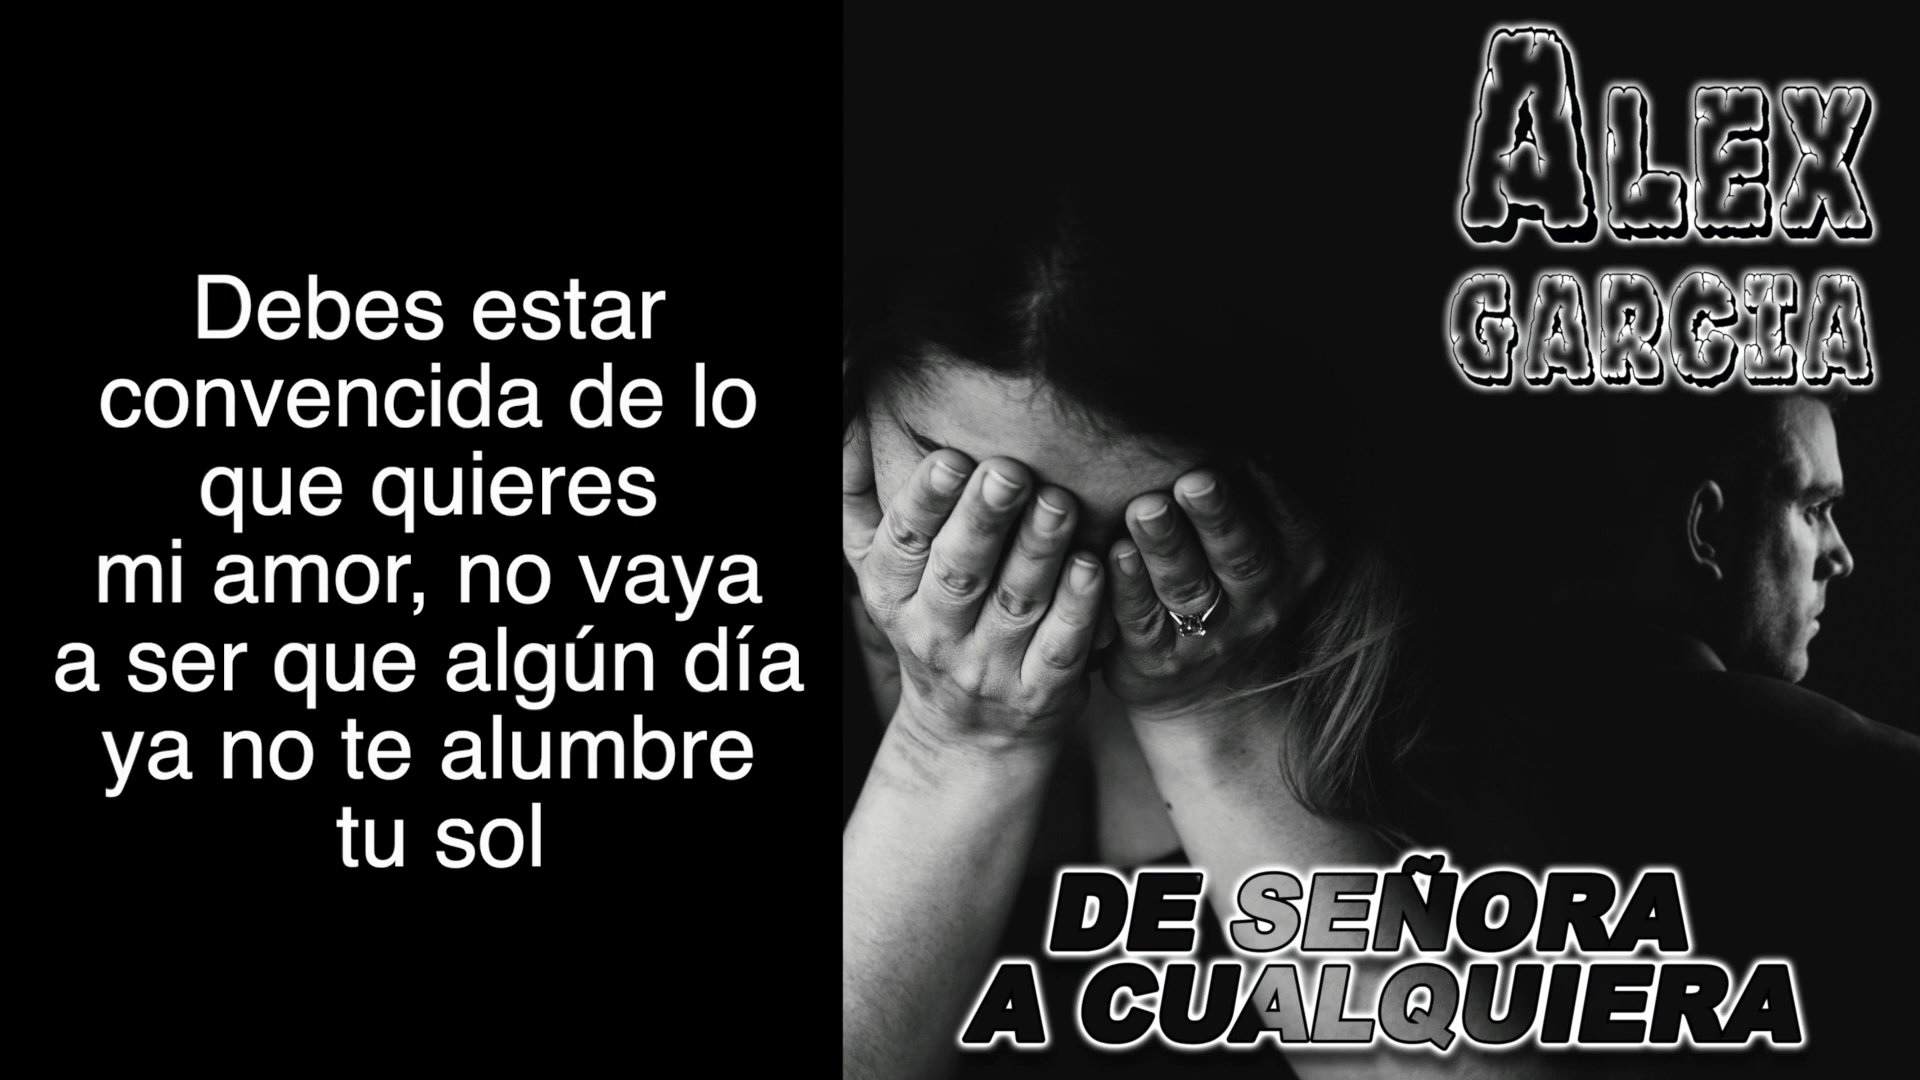 Debes estar
convencida de lo
que quieres
mi amor, no vaya
a ser que algún día
ya no te alumbre
tu sol
ALEX
GARCIA
DE SEÑORA
A CUALQUIERA